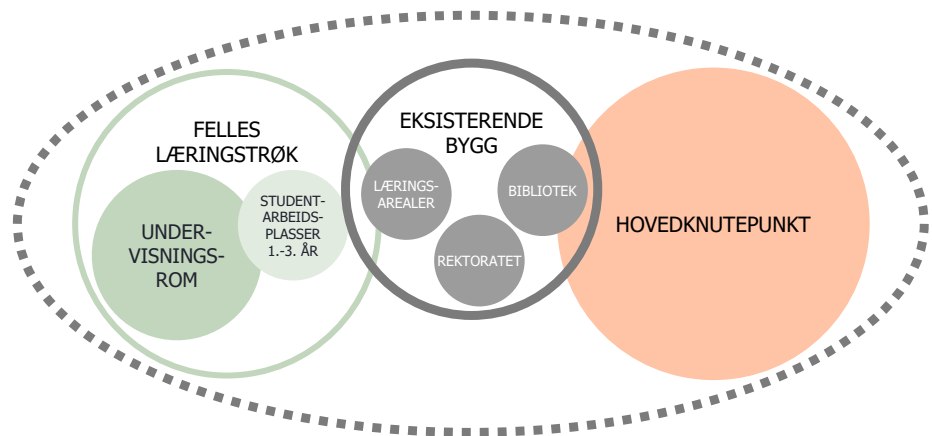 FELLES
LÆRINGSTRØK
UNDER-
VISNINGS-
ROM
STUDENT-
ARBEIDS-
PLASSER
1.-3. ÅR
EKSISTERENDE
BYGG
LÆRINGS-
AREALER
BIBLIOTEK
REKTORATET
HOVEDKNUTEPUNKT